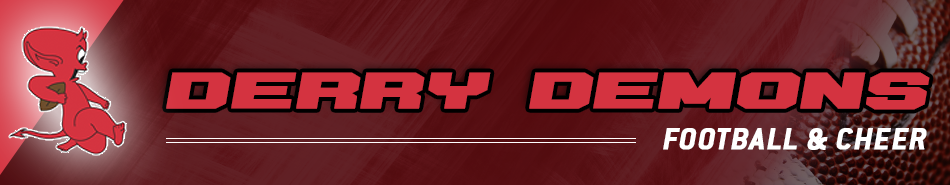 DERRY DEMONS
FOOTBALL & CHEER